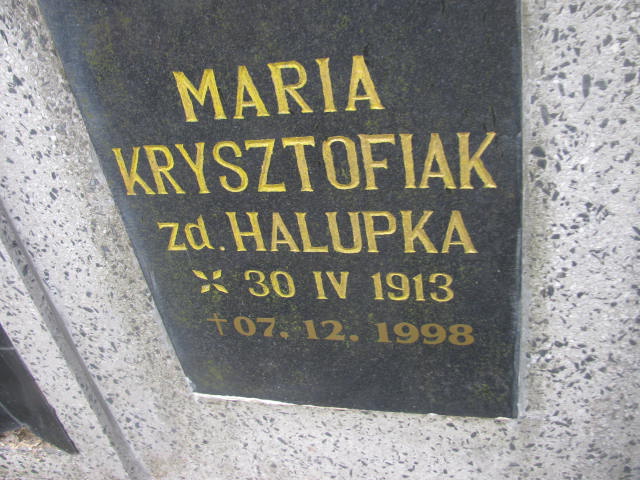 MARIA
KRYSZTOFIAK
zd. HALUPKA
* 30 IV 1913
†07. 12. 1998